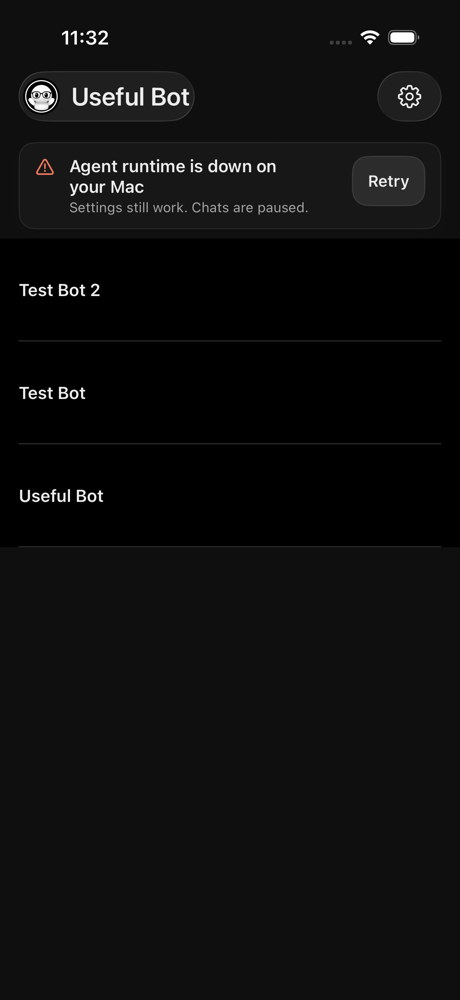 11:32
Useful Bot
Agent runtime is down on
your Mac
Settings still work. Chats are paused.
Retry
Test Bot 2
Test Bot
Useful Bot